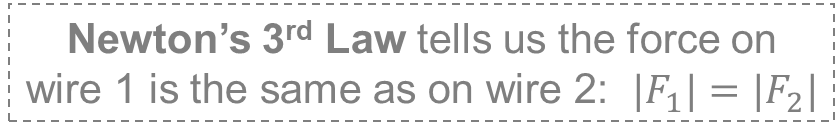 Newton’s 3rd Law tells us the force on
wire 1 is the same as on wire 2: |F₁| = |F₂|